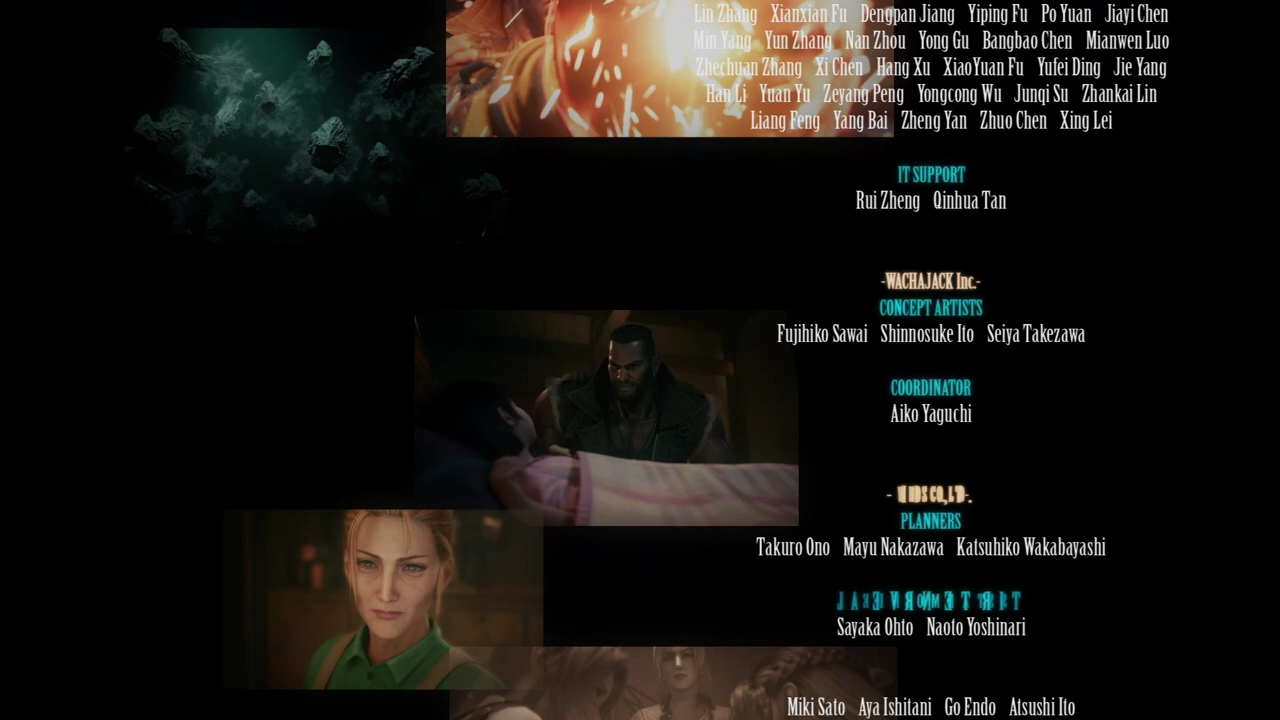 Lin Zhang Xianxian Fu Dengpan Jiang Yiping Fu Po Yuan Jiayi Chen
Min Yang Yun Zhang Nan Zhou Yong Gu Bangbao Chen Mianwen Luo
Zhechuan Zhang Xi Chen Hang Xu XiaoYuan Fu Yufei Ding Jie Yang
Han Li Yuan Yu Zeyang Peng Yongcong Wu Junqi Su Zhankai Lin
Liang Feng Yang Bai Zheng Yan Zhuo Chen Xing Lei
IT SUPPORT
Rui Zheng Qinhua Tan
-WACHAJACK Inc.-
CONCEPT ARTISTS
Fujihiko Sawai Shinnosuke Ito Seiya Takezawa
COORDINATOR
Aiko Yaguchi
PLANNERS
Takuro Ono Mayu Nakazawa Katsuhiko Wakabayashi
Sayaka Ohto Naoto Yoshinari
Miki Sato Aya Ishitani Go Endo Atsushi Ito